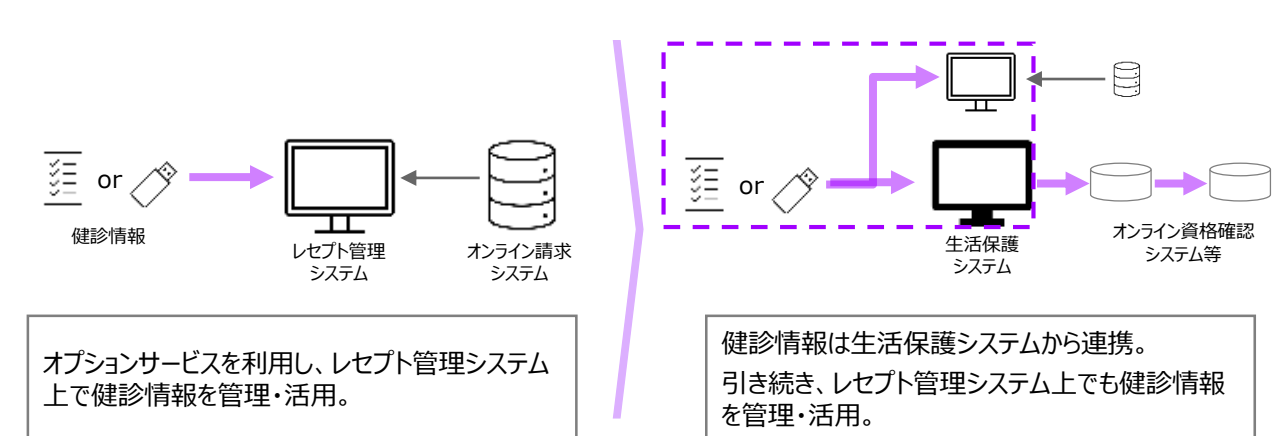 or
健診情報
レセプト管理
システム
オンライン請求
システム
オプションサービスを利用し、レセプト管理システム
上で健診情報を管理・活用。
or
生活保護
システム
オンライン資格確認
システム等
健診情報は生活保護システムから連携。
引き続き、レセプト管理システム上でも健診情報
を管理・活用。